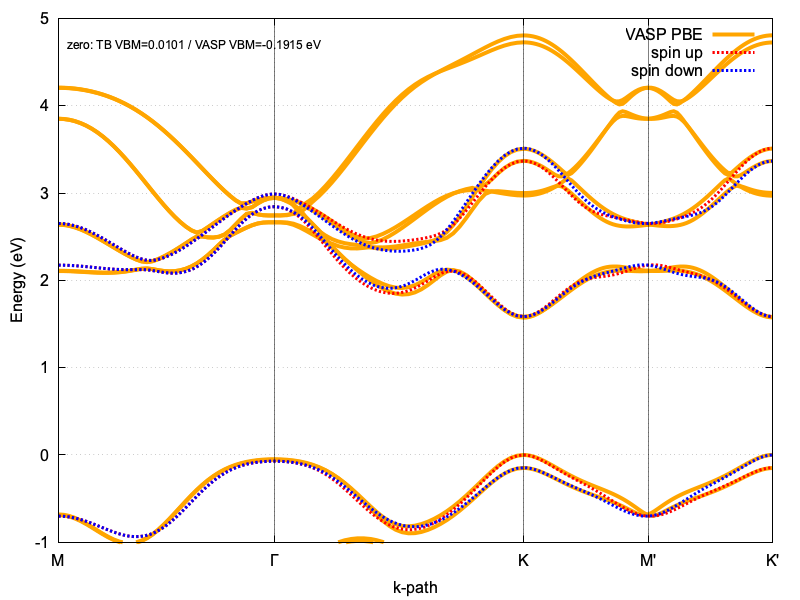 5
zero: TB VBM=0.0101 / VASP VBM=-0.1915 eV
VASP PBE
spin up
spin down
4
3
2
1
0
-1
Energy (eV)
M
Γ
K
M'
K'
k-path